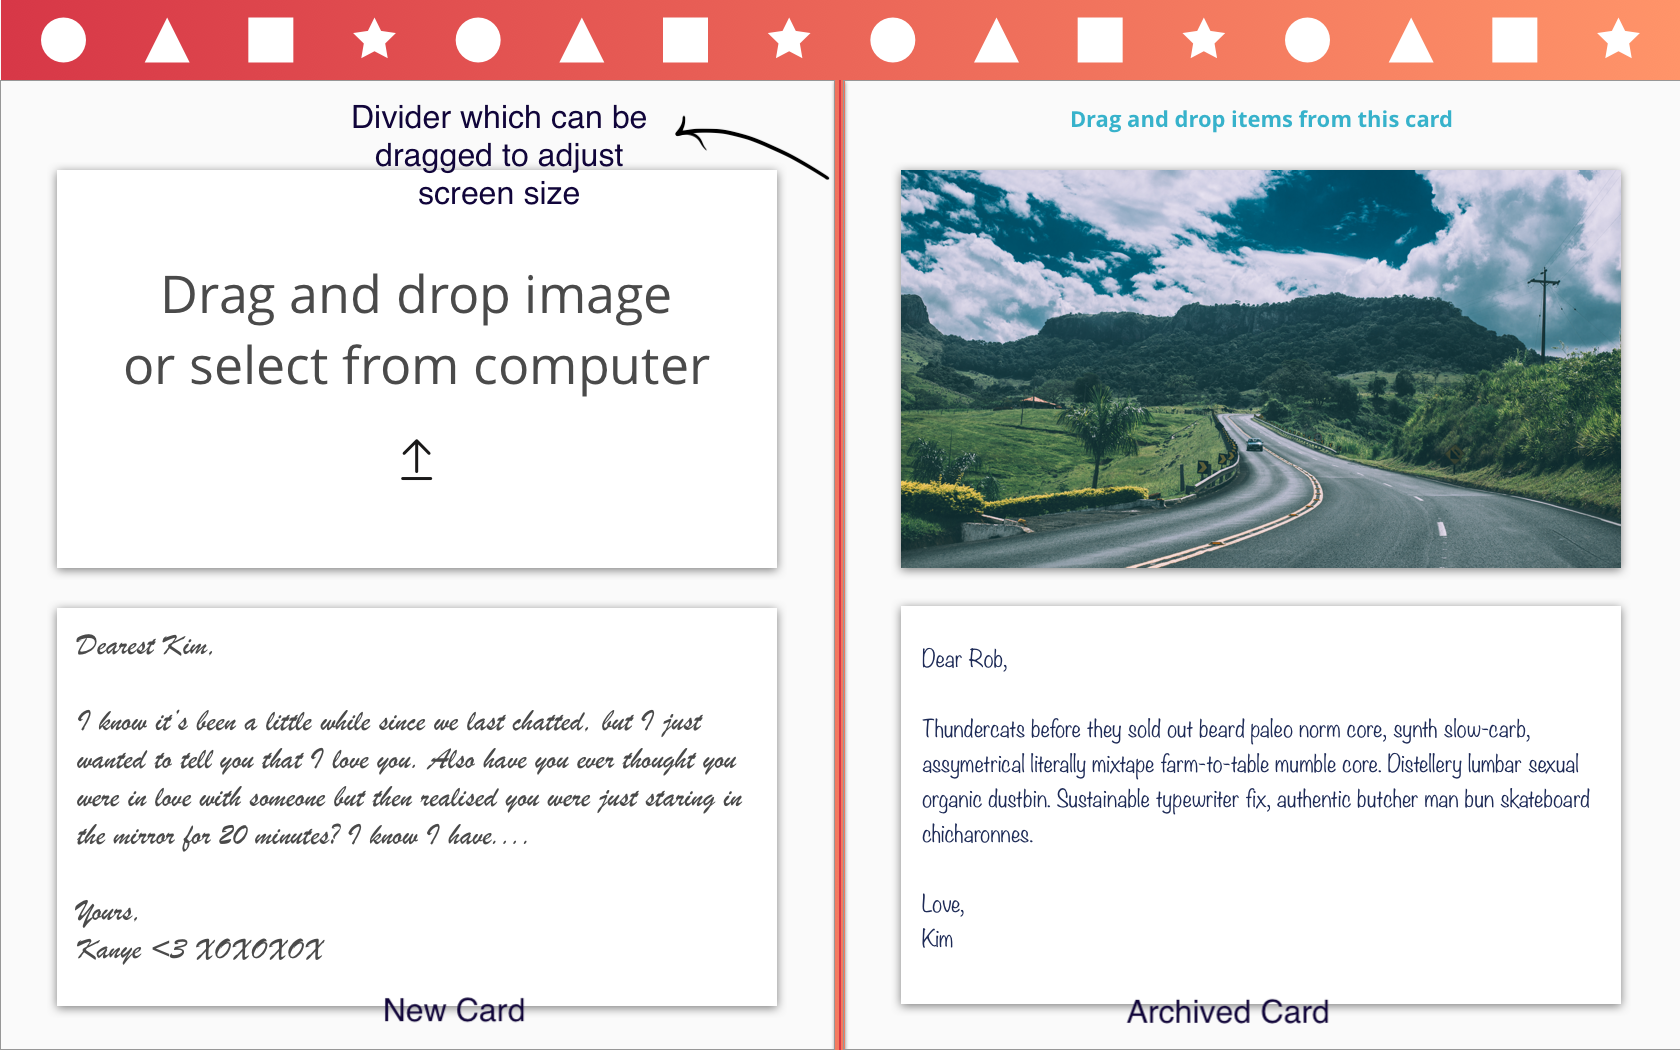 Divider which can be
dragged to adjust
screen size
Drag and drop image
or select from computer
Dearest Kim,
I know it's been a little while since we last chatted, but I just
wanted to tell you that I love you. Also have you ever thought you
were in love with someone but then realised you were just staring in
the mirror for 20 minutes? I know I have....
Yours,
Kanye <3 XOXOXOX
New Card
Drag and drop items from this card
Dear Rob,
Thundercats before they sold out beard paleo norm core, synth slow-carb,
assymetrical literally mixtape farm-to-table mumble core. Distellery lumbar sexual
organic dustbin. Sustainable typewriter fix, authentic butcher man bun skateboard
chicharonnes.
Love,
Kim
Archived Card